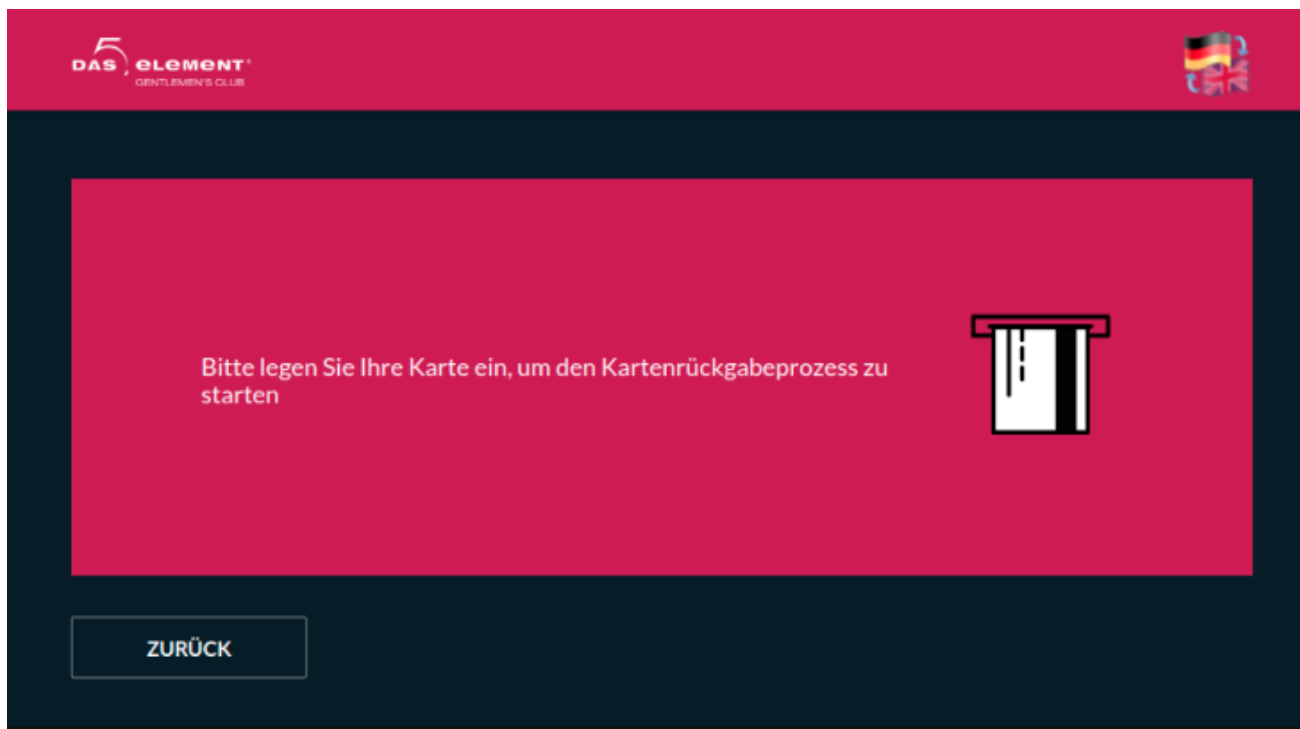 DAS 5 ELEMENT
GENTLEMEN'S CLUB
Bitte legen Sie Ihre Karte ein, um den Kartenrückgabeprozess zu
starten
ZURÜCK